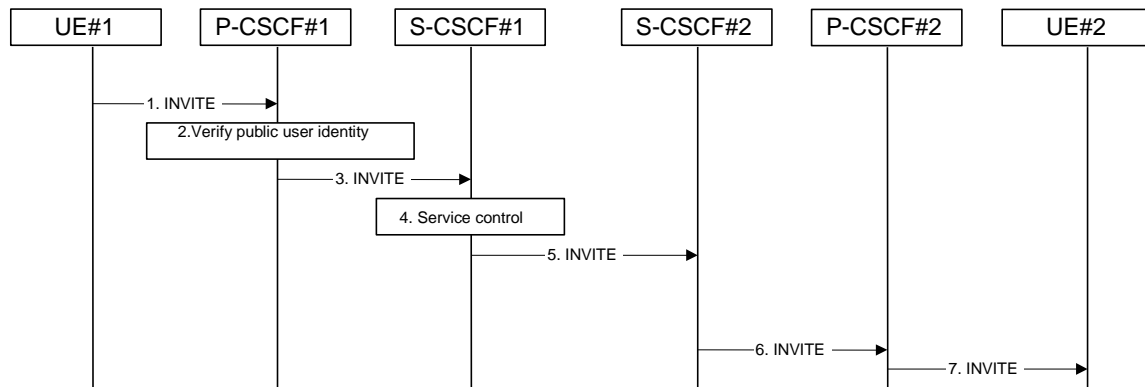 UE#1
P-CSCF#1
S-CSCF#1
S-CSCF#2
P-CSCF#2
UE#2
1. INVITE
2.Verify public user identity
3. INVITE
4. Service control
5. INVITE
6. INVITE
7. INVITE